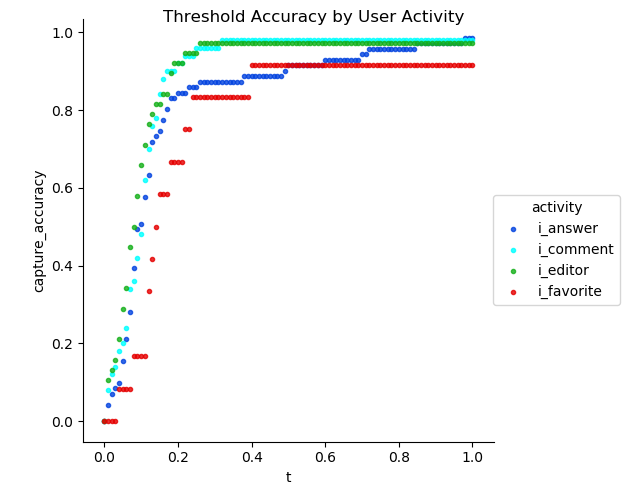 Threshold Accuracy by User Activity
capture_accuracy
1.0
0.8
0.6
0.4
0.2
0.0
0.0 0.2 0.4 0.6 0.8 1.0
t
activity
i_answer
i_comment
i_editor
i_favorite